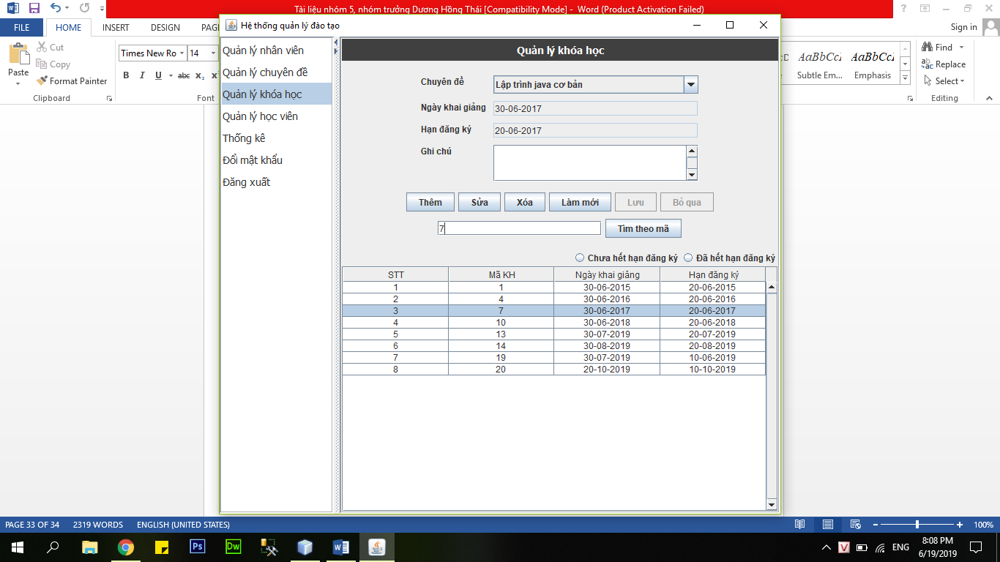 Tài liệu nhóm 5, nhóm trưởng Dương Hồng Thái [Compatibility Mode] - Word (Product Activation Failed)
FILE HOME INSERT DESIGN Sign in
Cut
Copy
Format Painter
Paste
Clipboard
Times New Ro 14
B I U abc x₂ x
Font
AaBbCcI AaBbCcI
Subtle Em... Emphasis
Find
Replace
Select
Editing
Hệ thống quản lý đào tạo
Quản lý nhân viên
Quản lý chuyên đề
Quản lý khóa học
Quản lý học viên
Thống kê
Đổi mật khẩu
Đăng xuất
Quản lý khóa học
Chuyên đề Lập trình java cơ bản
Ngày khai giảng 30-06-2017
Hạn đăng ký 20-06-2017
Ghi chú
Thêm Sửa Xóa Làm mới Lưu Bỏ qua
7 Tìm theo mã
Chưa hết hạn đăng ký Đã hết hạn đăng ký
STT Mã KH Ngày khai giảng Hạn đăng ký
1 1 30-06-2015 20-06-2015
2 4 30-06-2016 20-06-2016
3 7 30-06-2017 20-06-2017
4 10 30-06-2018 20-06-2018
5 13 30-07-2019 20-07-2019
6 14 30-08-2019 20-08-2019
7 19 30-07-2019 10-06-2019
8 20 20-10-2019 10-10-2019
PAGE 33 OF 34 2319 WORDS ENGLISH (UNITED STATES) 100%
Ps Dw
ENG
8:08 PM
6/19/2019